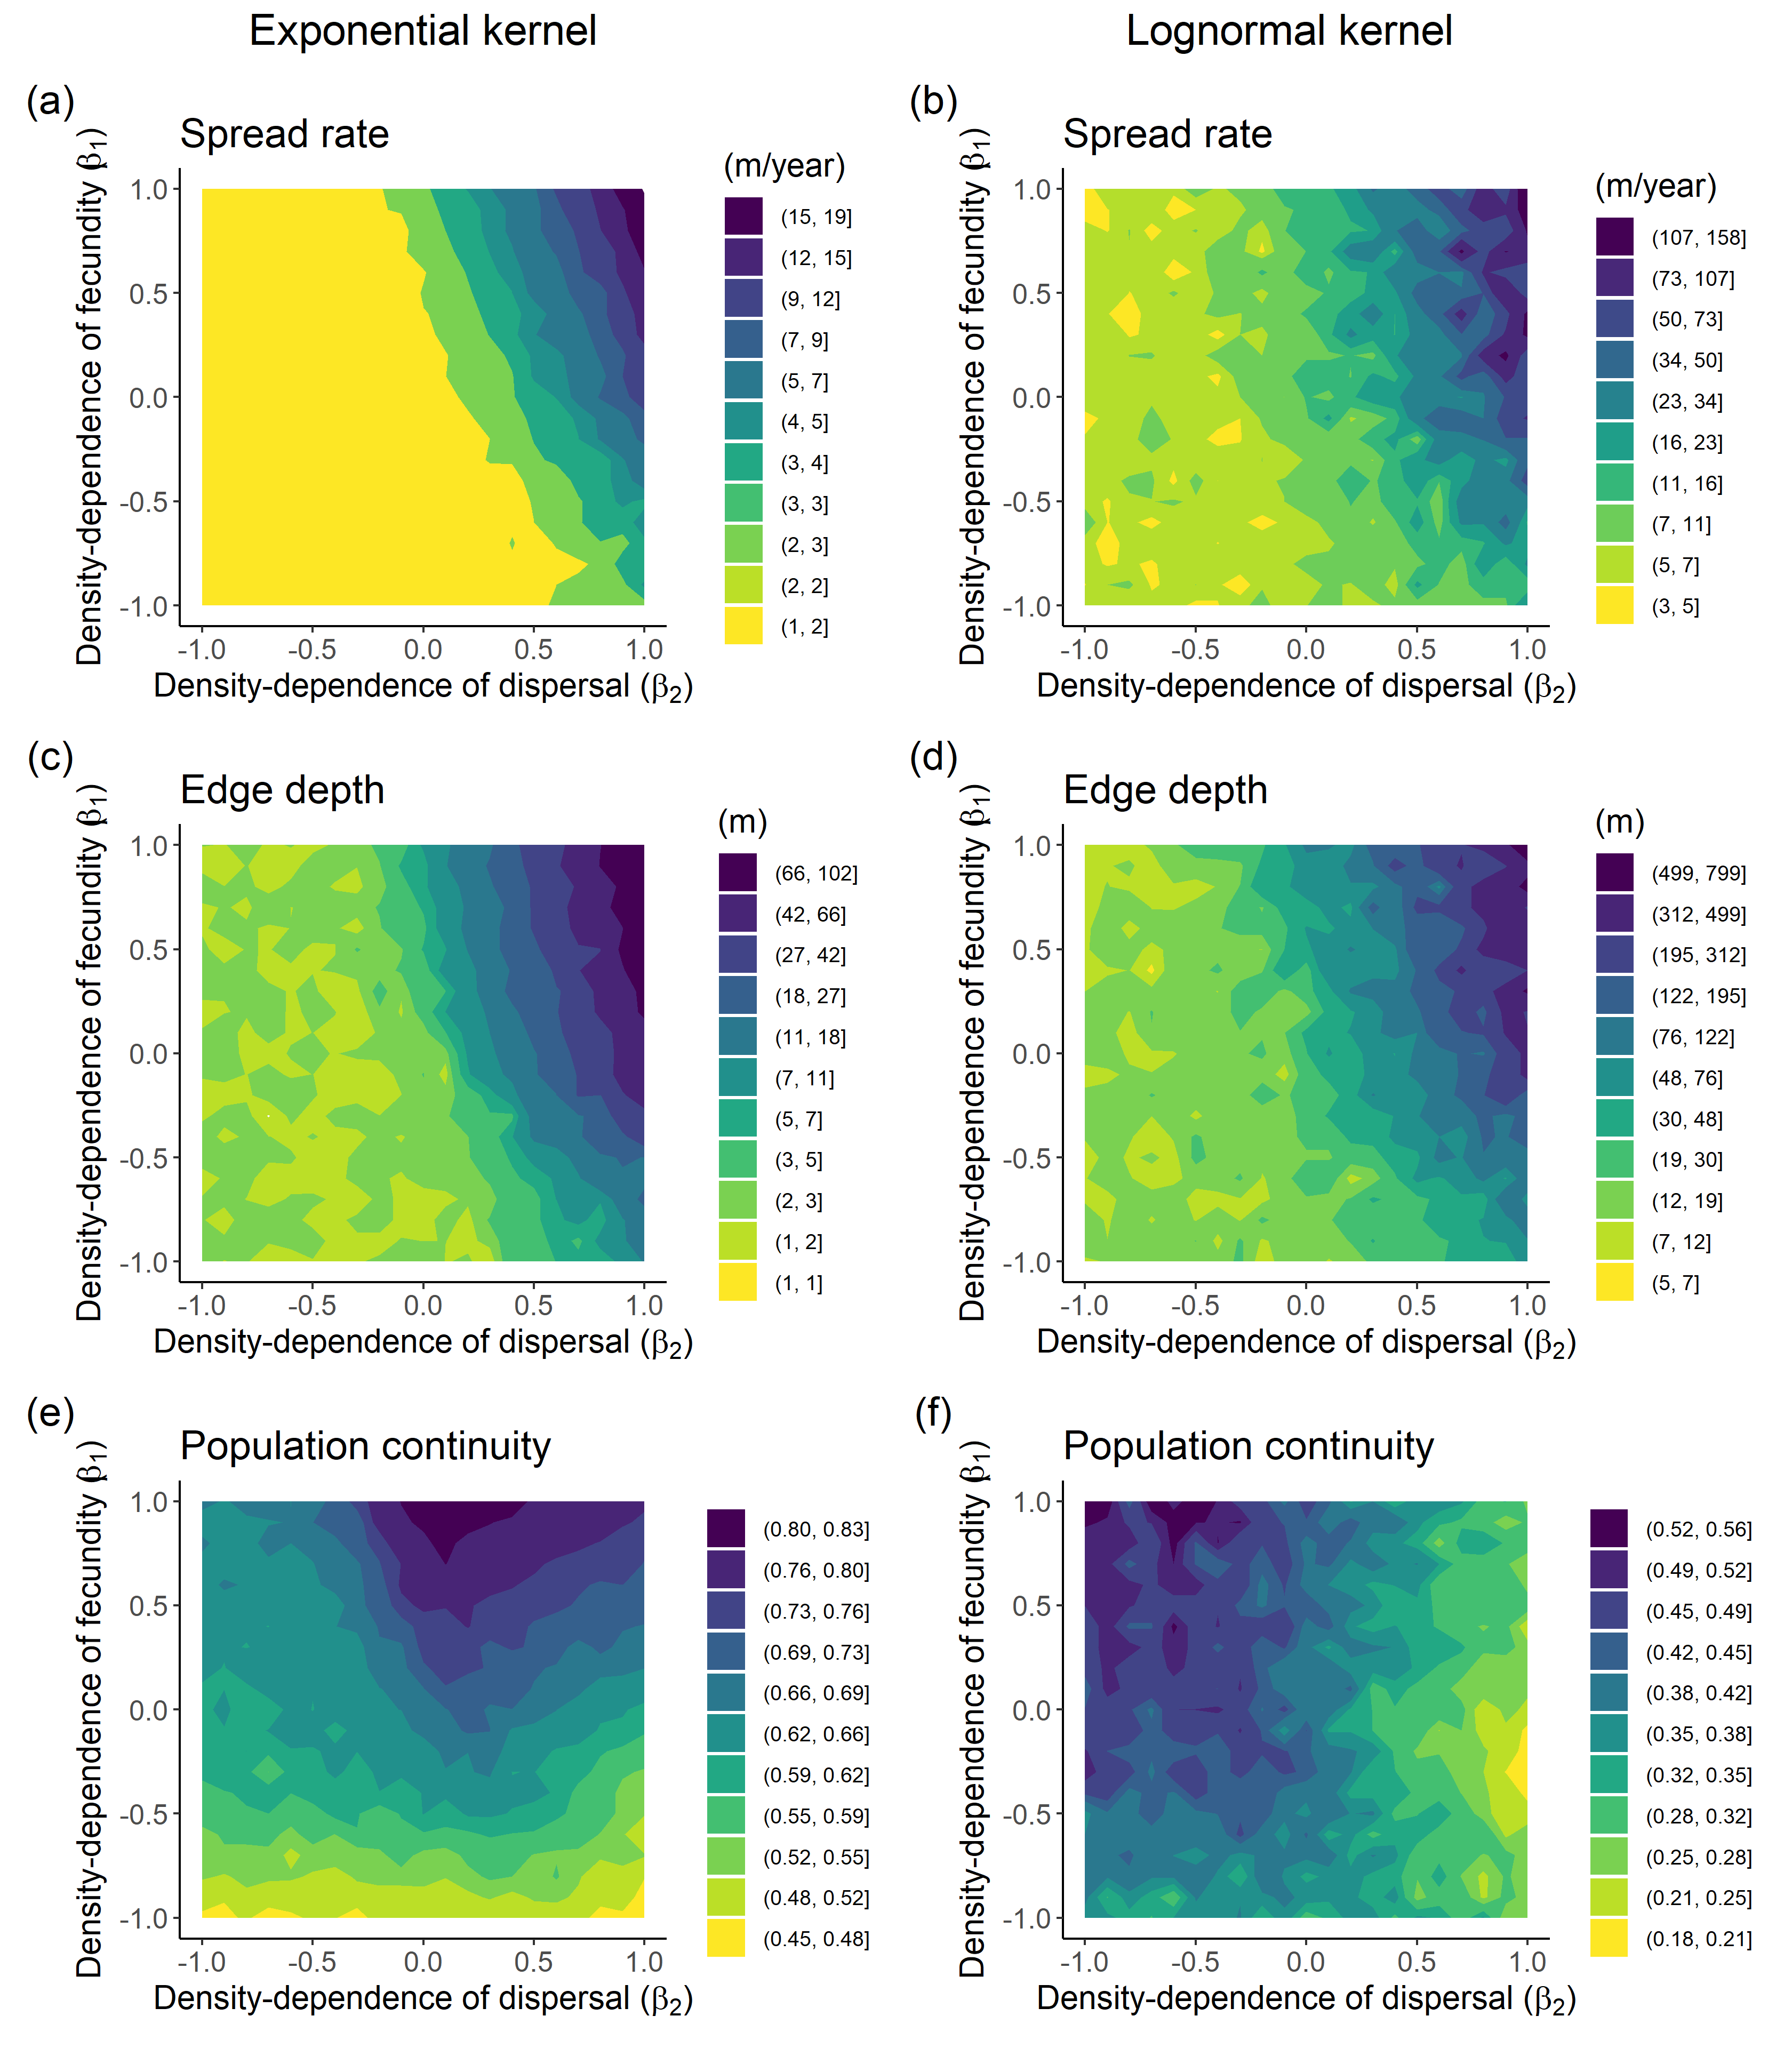 Exponential kernel
Lognormal kernel
(a)
Spread rate
Density-dependence of fecundity (β1)
1.0
0.5
0.0
-0.5
-1.0
-1.0 -0.5 0.0 0.5 1.0
Density-dependence of dispersal (β2)
(m/year)
(15, 19]
(12, 15]
(9, 12]
(7, 9]
(5, 7]
(4, 5]
(3, 4]
(3, 3]
(2, 3]
(2, 2]
(1, 2]
(b)
Spread rate
Density-dependence of fecundity (β1)
1.0
0.5
0.0
-0.5
-1.0
-1.0 -0.5 0.0 0.5 1.0
Density-dependence of dispersal (β2)
(m/year)
(107, 158]
(73, 107]
(50, 73]
(34, 50]
(23, 34]
(16, 23]
(11, 16]
(7, 11]
(5, 7]
(3, 5]
(c)
Edge depth
Density-dependence of fecundity (β1)
1.0
0.5
0.0
-0.5
-1.0
-1.0 -0.5 0.0 0.5 1.0
Density-dependence of dispersal (β2)
(m)
(66, 102]
(42, 66]
(27, 42]
(18, 27]
(11, 18]
(7, 11]
(5, 7]
(3, 5]
(2, 3]
(1, 2]
(1, 1]
(d)
Edge depth
Density-dependence of fecundity (β1)
1.0
0.5
0.0
-0.5
-1.0
-1.0 -0.5 0.0 0.5 1.0
Density-dependence of dispersal (β2)
(m)
(499, 799]
(312, 499]
(195, 312]
(122, 195]
(76, 122]
(48, 76]
(30, 48]
(19, 30]
(12, 19]
(7, 12]
(5, 7]
(e)
Population continuity
Density-dependence of fecundity (β1)
1.0
0.5
0.0
-0.5
-1.0
-1.0 -0.5 0.0 0.5 1.0
Density-dependence of dispersal (β2)
(0.80, 0.83]
(0.76, 0.80]
(0.73, 0.76]
(0.69, 0.73]
(0.66, 0.69]
(0.62, 0.66]
(0.59, 0.62]
(0.55, 0.59]
(0.52, 0.55]
(0.48, 0.52]
(0.45, 0.48]
(f)
Population continuity
Density-dependence of fecundity (β1)
1.0
0.5
0.0
-0.5
-1.0
-1.0 -0.5 0.0 0.5 1.0
Density-dependence of dispersal (β2)
(0.52, 0.56]
(0.49, 0.52]
(0.45, 0.49]
(0.42, 0.45]
(0.38, 0.42]
(0.35, 0.38]
(0.32, 0.35]
(0.28, 0.32]
(0.25, 0.28]
(0.21, 0.25]
(0.18, 0.21]